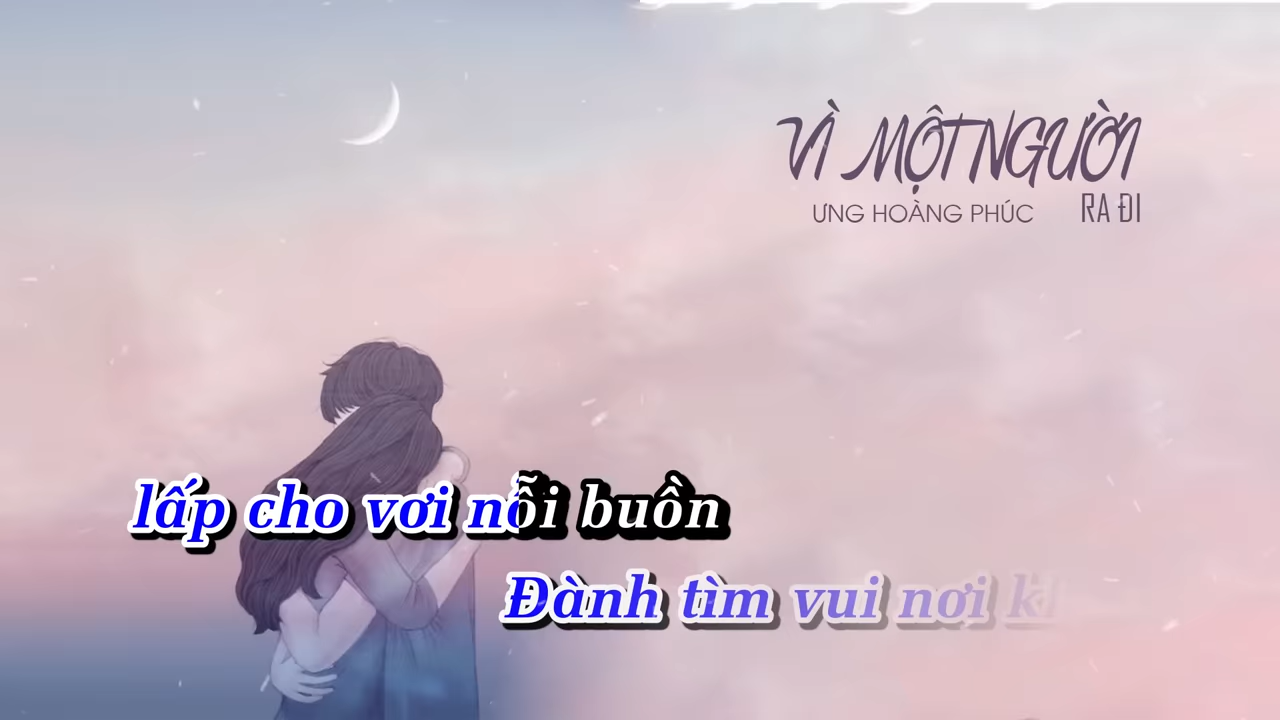 VÌ MỘT NGƯỜI
RA ĐI
ƯNG HOÀNG PHÚC
lấp cho vơi nỗi buồn
Đành tìm vui nơi